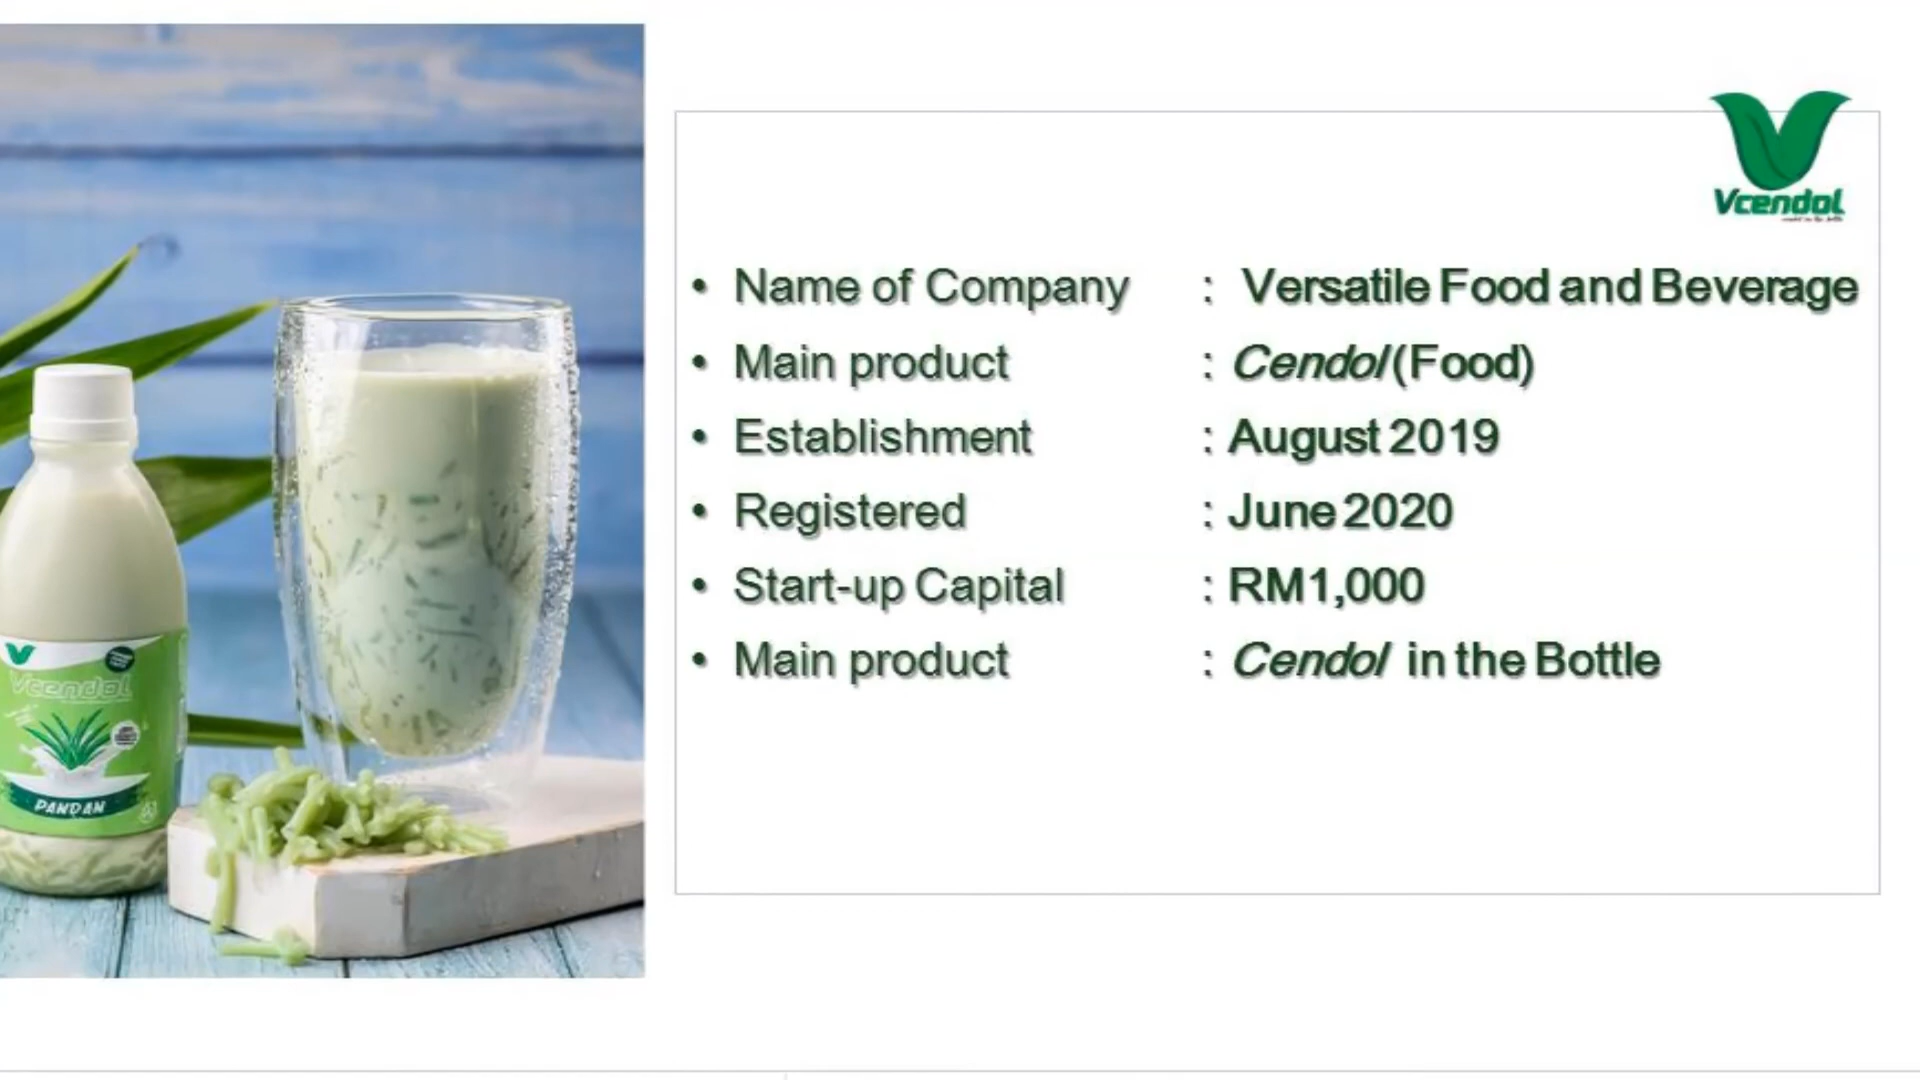 Vcendol
• Name of Company : Versatile Food and Beverage
• Main product : Cendol (Food)
• Establishment : August 2019
• Registered : June 2020
• Start-up Capital : RM1,000
• Main product : Cendol in the Bottle
Vcendol
PANDAN